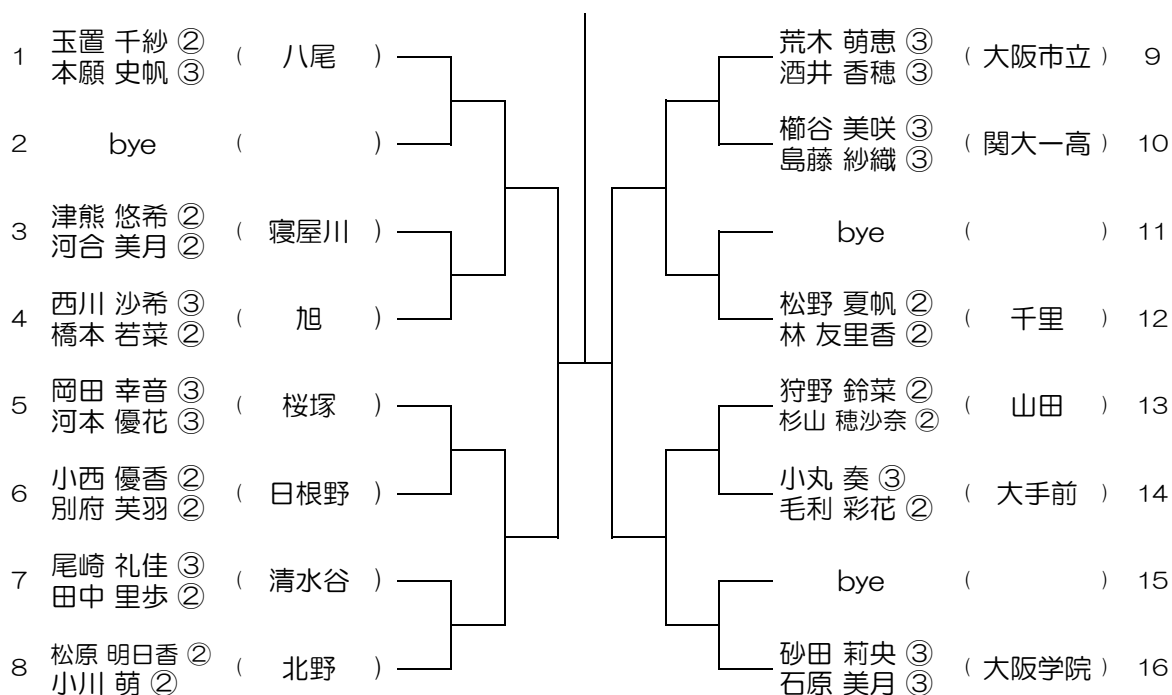 1 玉置 千紗 ② ( 八尾 )
本願 史帆 ③
2 bye ( )
3 津熊 悠希 ② ( 寝屋川 )
河合 美月 ②
4 西川 沙希 ③ ( 旭 )
橋本 若菜 ②
5 岡田 幸音 ③ ( 桜塚 )
河本 優花 ③
6 小西 優香 ② ( 日根野 )
別府 芙羽 ②
7 尾崎 礼佳 ③ ( 清水谷 )
田中 里歩 ②
8 松原 明日香 ② ( 北野 )
小川 萌 ②
荒木 萌恵 ③ ( 大阪市立 ) 9
酒井 香穂 ③
櫛谷 美咲 ③ ( 関大一高 ) 10
島藤 紗織 ③
bye ( ) 11
松野 夏帆 ② ( 千里 ) 12
林 友里香 ②
狩野 鈴菜 ② ( 山田 ) 13
杉山 穂沙奈 ②
小丸 奏 ③ ( 大手前 ) 14
毛利 彩花 ②
bye ( ) 15
砂田 莉央 ③ ( 大阪学院 ) 16
石原 美月 ③